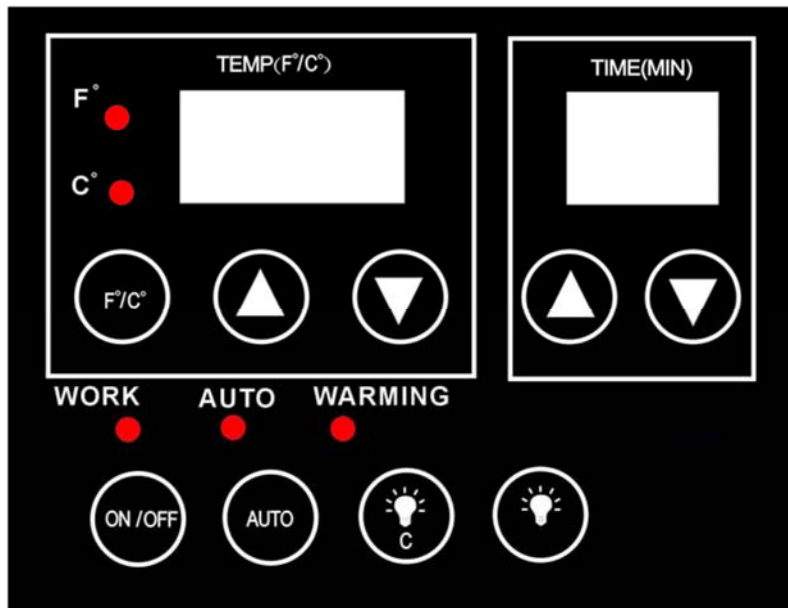 TEMP(F°/C°)
TIME(MIN)
F°
C°
F°/C°
WORK
AUTO
WARMING
ON/OFF
AUTO
C